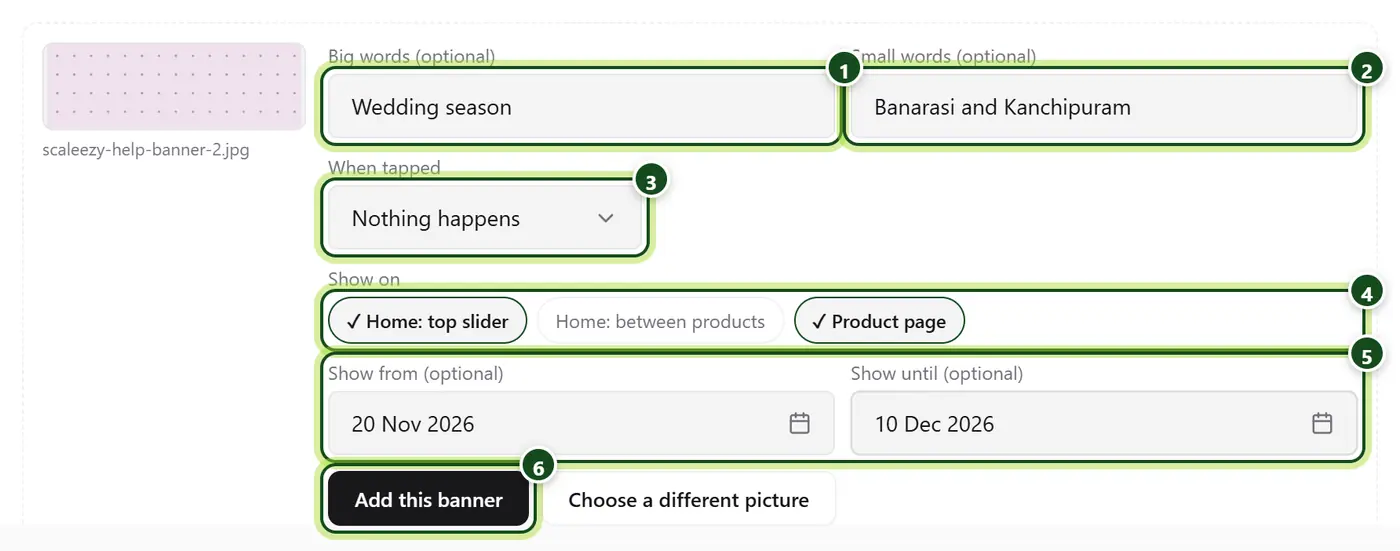 Big words (optional)
Small words (optional)
1
2
Wedding season
Banarasi and Kanchipuram
scaleezy-help-banner-2.jpg
When tapped
3
Nothing happens
Show on
4
✓ Home: top slider
Home: between products
✓ Product page
5
Show from (optional)
Show until (optional)
20 Nov 2026
10 Dec 2026
6
Add this banner
Choose a different picture